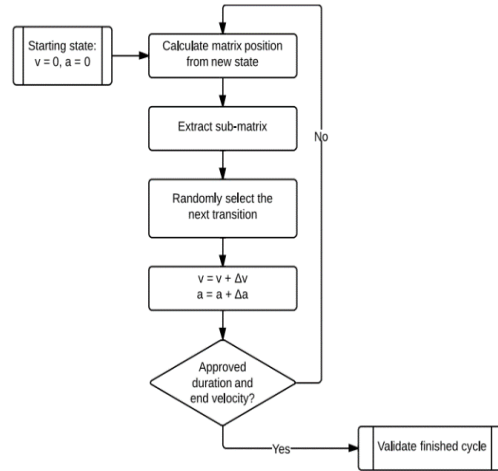 Starting state:
v = 0, a = 0
Calculate matrix position
from new state
Extract sub-matrix
No
Randomly select the
next transition
v = v + Δv
a = a + Δa
Approved
duration and
end velocity?
Yes
Validate finished cycle